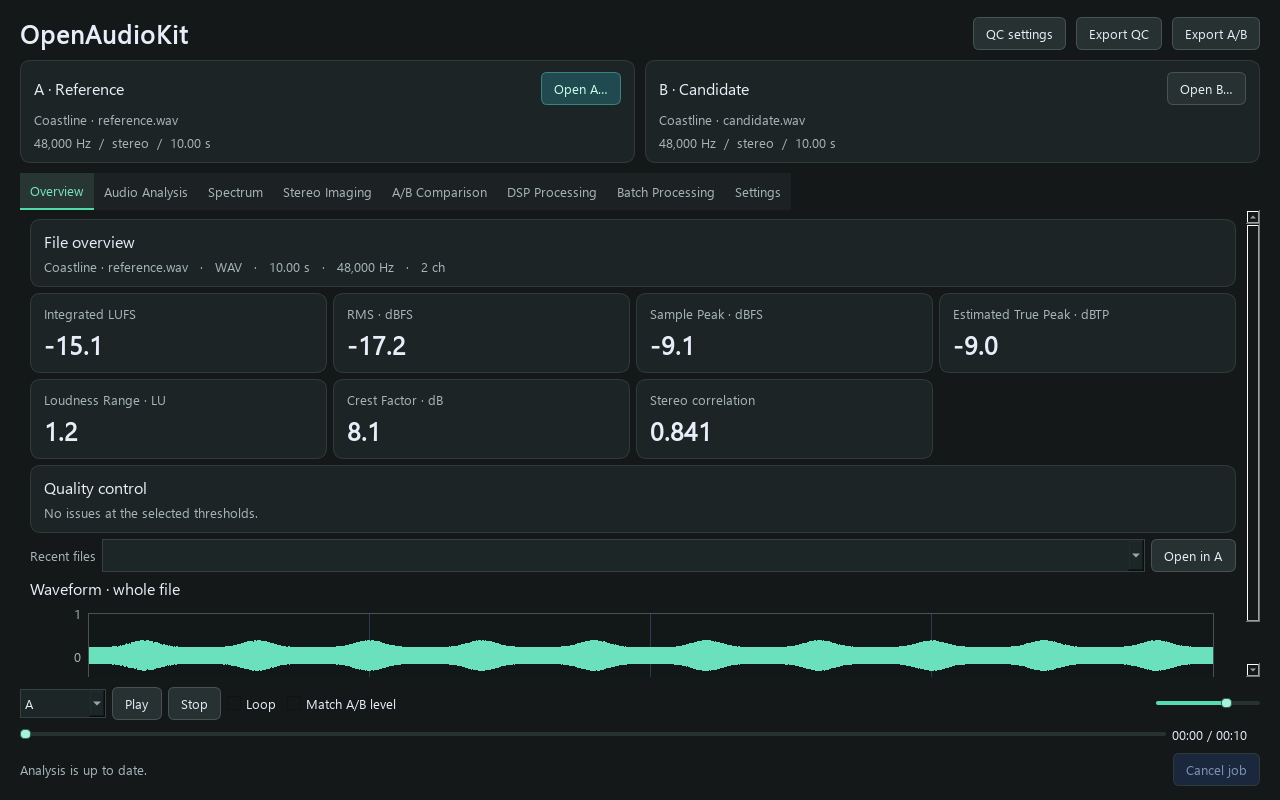 OpenAudioKit
QC settings
Export QC
Export A/B
A · Reference
Open A...
Coastline · reference.wav
48,000 Hz / stereo / 10.00 s
B · Candidate
Open B...
Coastline · candidate.wav
48,000 Hz / stereo / 10.00 s
Overview
Audio Analysis
Spectrum
Stereo Imaging
A/B Comparison
DSP Processing
Batch Processing
Settings
File overview
Coastline · reference.wav · WAV · 10.00 s · 48,000 Hz · 2 ch
Integrated LUFS
-15.1
RMS · dBFS
-17.2
Sample Peak · dBFS
-9.1
Estimated True Peak · dBTP
-9.0
Loudness Range · LU
1.2
Crest Factor · dB
8.1
Stereo correlation
0.841
Quality control
No issues at the selected thresholds.
Recent files
Open in A
Waveform · whole file
1
0
A
Play
Stop
Loop
Match A/B level
00:00 / 00:10
Analysis is up to date.
Cancel job